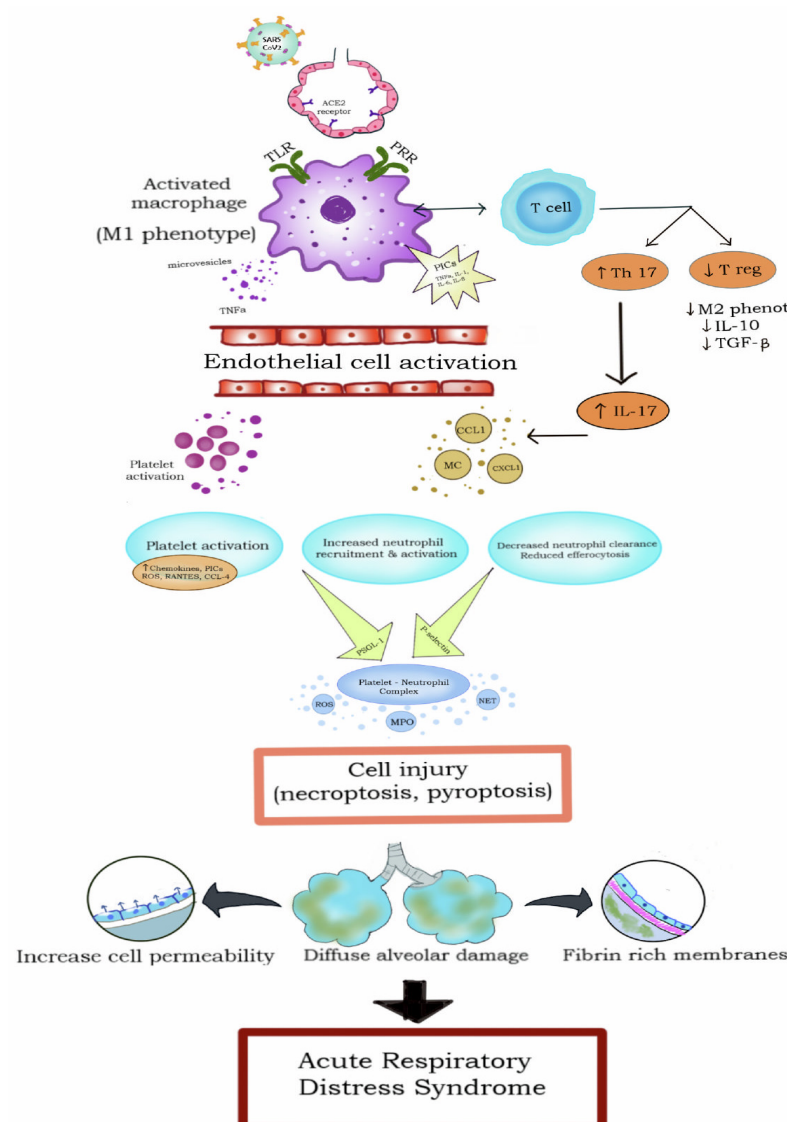 SARS
CoV2
ACE2
receptor
TLR
PRR
Activated
macrophage
(M1 phenotype)
T cell
microvesicles
TNFa
PICs
TNFa, IL-1,
IL-6, IL-8
↑ Th 17
↓ T reg
↓M2 phenot
↓IL-10
↓TGF-β
Endothelial cell activation
↑ IL-17
CCL1
MC
CXCL1
Platelet
activation
Platelet activation
↑Chemokines, PICs
ROS, RANTES, CCL-4
Increased neutrophil
recruitment & activation
Decreased neutrophil clearance
Reduced efferocytosis
PSGL-1
P-selectin
Platelet - Neutrophil
Complex
ROS
MPO
NET
Cell injury
(necroptosis, pyroptosis)
Increase cell permeability
Diffuse alveolar damage
Fibrin rich membranes
Acute Respiratory
Distress Syndrome